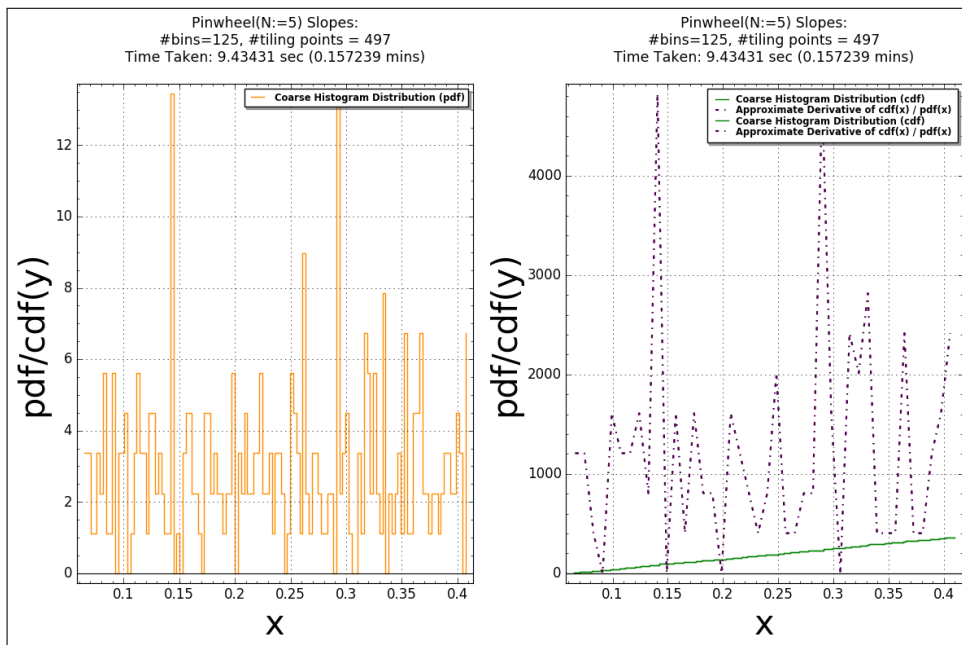 Pinwheel(N:=5) Slopes:
#bins=125, #tiling points = 497
Time Taken: 9.43431 sec (0.157239 mins)
Coarse Histogram Distribution (pdf)
pdf/cdf(y)
12
10
8
6
4
2
0
0.1 0.15 0.2 0.25 0.3 0.35 0.4
x
Pinwheel(N:=5) Slopes:
#bins=125, #tiling points = 497
Time Taken: 9.43431 sec (0.157239 mins)
Coarse Histogram Distribution (cdf)
Approximate Derivative of cdf(x) / pdf(x)
Coarse Histogram Distribution (cdf)
Approximate Derivative of cdf(x) / pdf(x)
pdf/cdf(y)
4000
3000
2000
1000
0
0.1 0.15 0.2 0.25 0.3 0.35 0.4
x